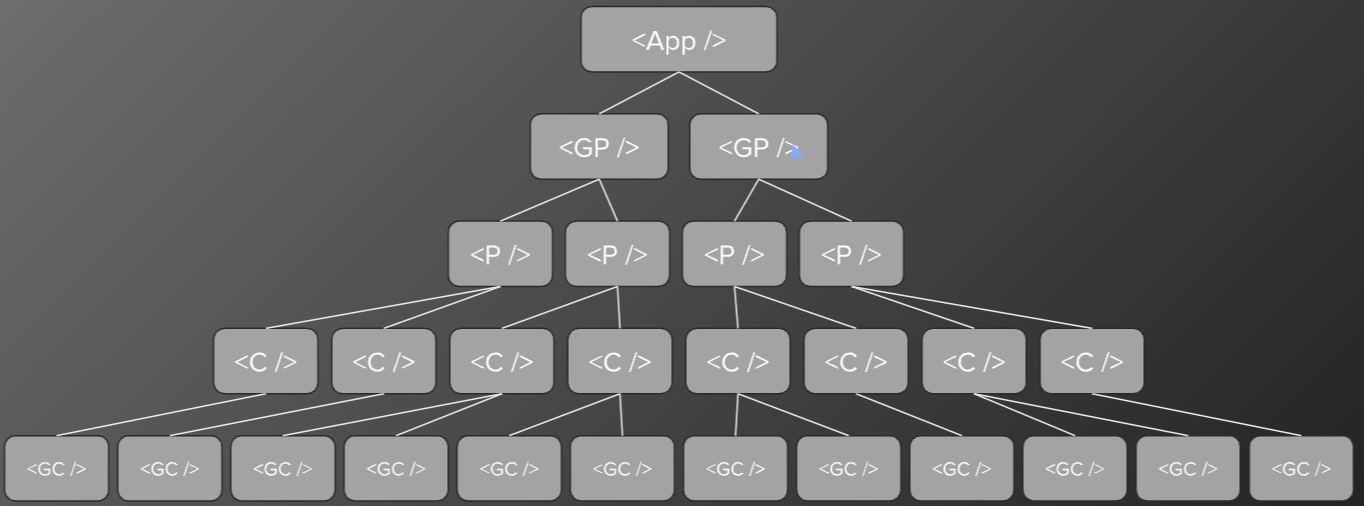 <App />
<GP /> <GP />
<P /> <P /> <P /> <P />
<C /> <C /> <C /> <C /> <C /> <C /> <C /> <C />
<GC /> <GC /> <GC /> <GC /> <GC /> <GC /> <GC /> <GC /> <GC /> <GC /> <GC /> <GC />